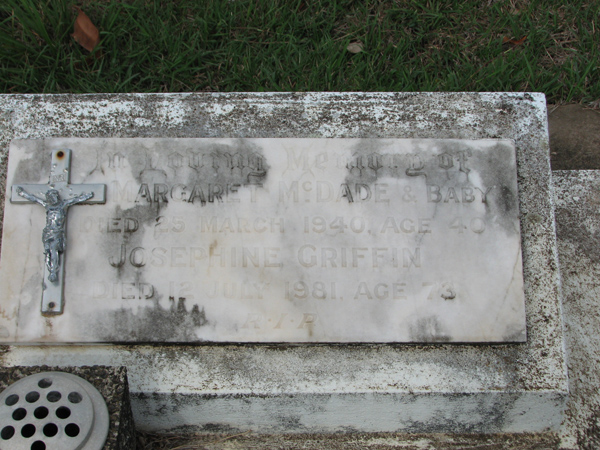 In Loving Memory of
MARGARET McDADE & BABY
DIED 25 MARCH 1940, AGE 40
JOSEPHINE GRIFFIN
DIED 12 JULY 1981, AGE 73
R.I.P.